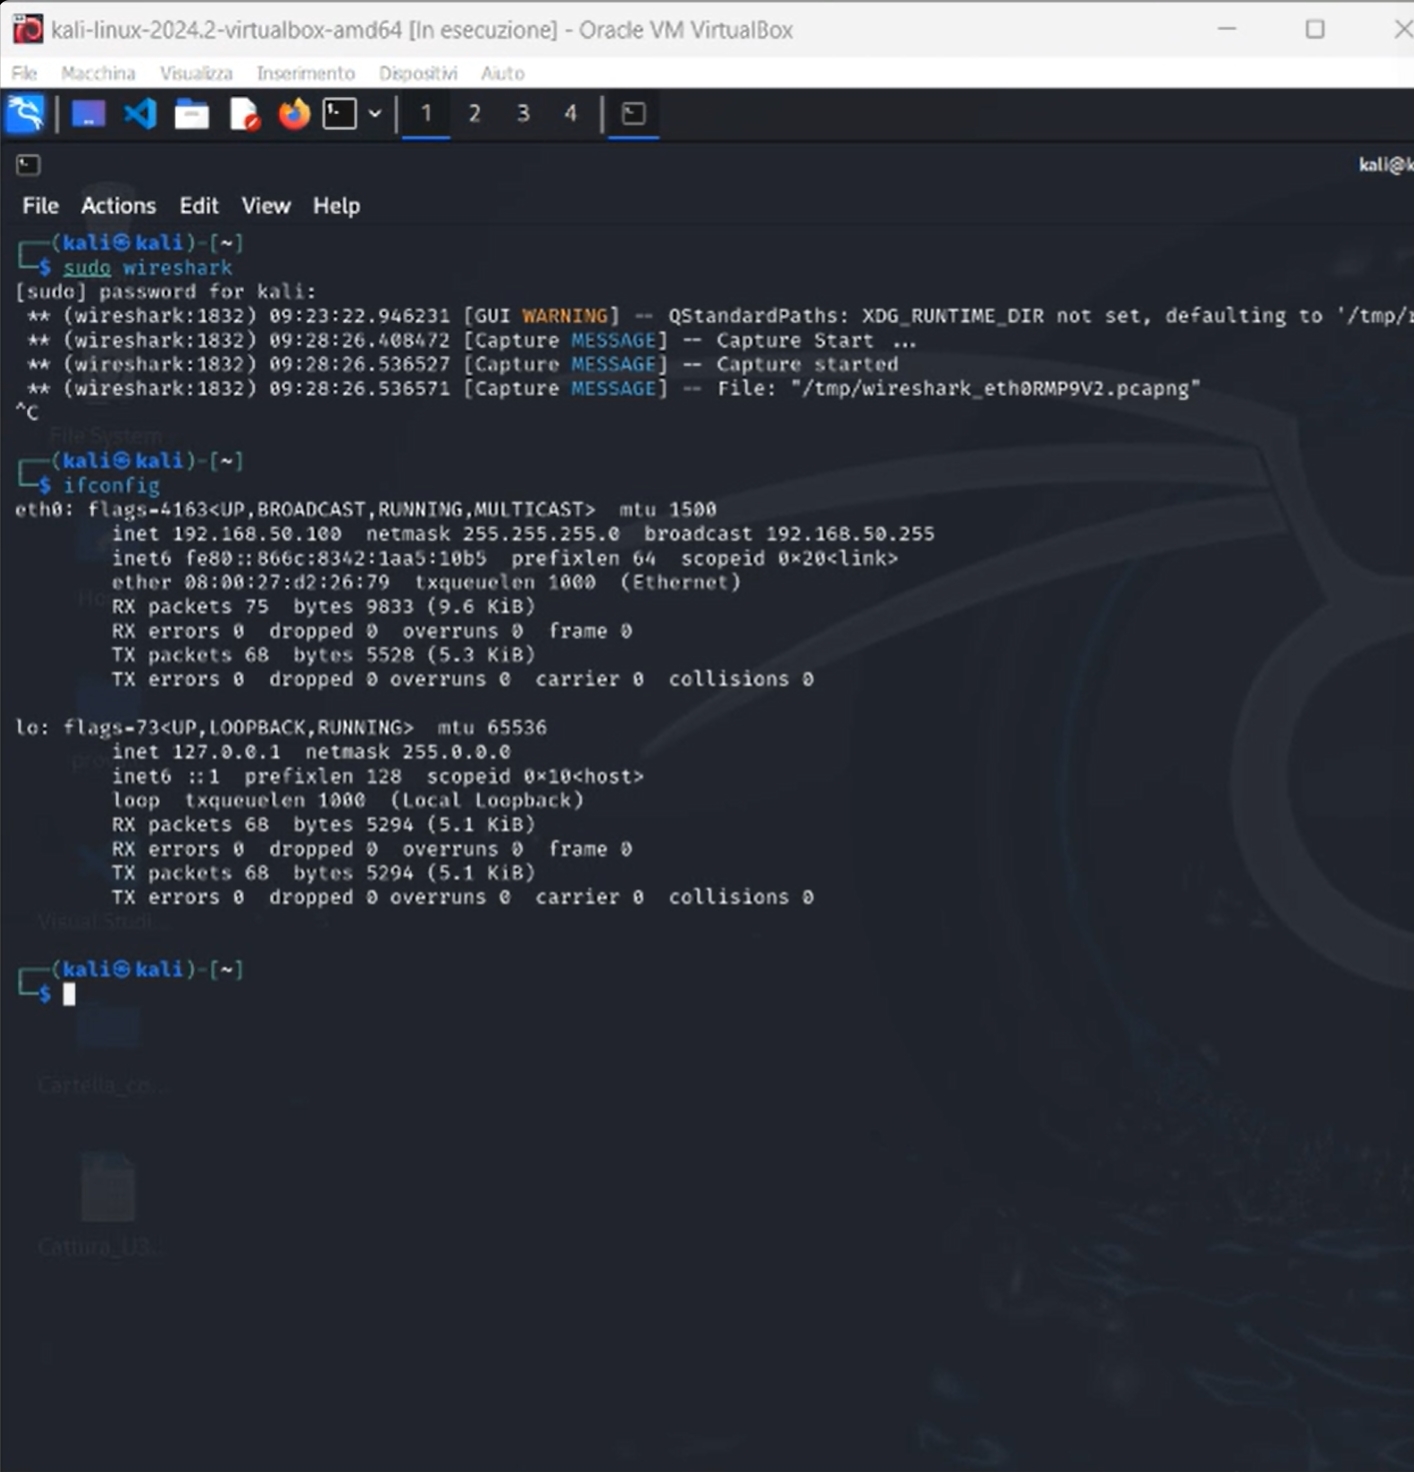 kali-linux-2024.2-virtualbox-amd64 [In esecuzione] - Oracle VM VirtualBox
File Macchina Visualizza Inserimento Dispositivi Aiuto
1 2 3 4
kali@k
File Actions Edit View Help
┌──(kali㉿kali)-[~]
└─$ sudo wireshark
[sudo] password for kali:
** (wireshark:1832) 09:23:22.946231 [GUI WARNING] -- QStandardPaths: XDG_RUNTIME_DIR not set, defaulting to '/tmp/r
** (wireshark:1832) 09:28:26.408472 [Capture MESSAGE] -- Capture Start ...
** (wireshark:1832) 09:28:26.536527 [Capture MESSAGE] -- Capture started
** (wireshark:1832) 09:28:26.536571 [Capture MESSAGE] -- File: "/tmp/wireshark_eth0RMP9V2.pcapng"
^C
File System
┌──(kali㉿kali)-[~]
└─$ ifconfig
eth0: flags=4163<UP,BROADCAST,RUNNING,MULTICAST> mtu 1500
inet 192.168.50.100 netmask 255.255.255.0 broadcast 192.168.50.255
inet6 fe80::866c:8342:1aa5:10b5 prefixlen 64 scopeid 0×20<link>
ether 08:00:27:d2:26:79 txqueuelen 1000 (Ethernet)
RX packets 75 bytes 9833 (9.6 KiB)
RX errors 0 dropped 0 overruns 0 frame 0
TX packets 68 bytes 5528 (5.3 KiB)
TX errors 0 dropped 0 overruns 0 carrier 0 collisions 0
lo: flags=73<UP,LOOPBACK,RUNNING> mtu 65536
inet 127.0.0.1 netmask 255.0.0.0
inet6 ::1 prefixlen 128 scopeid 0×10<host>
loop txqueuelen 1000 (Local Loopback)
RX packets 68 bytes 5294 (5.1 KiB)
RX errors 0 dropped 0 overruns 0 frame 0
TX packets 68 bytes 5294 (5.1 KiB)
TX errors 0 dropped 0 overruns 0 carrier 0 collisions 0
Visual Studi...
┌──(kali㉿kali)-[~]
└─$
Cartella_co...
Cattura_U3...